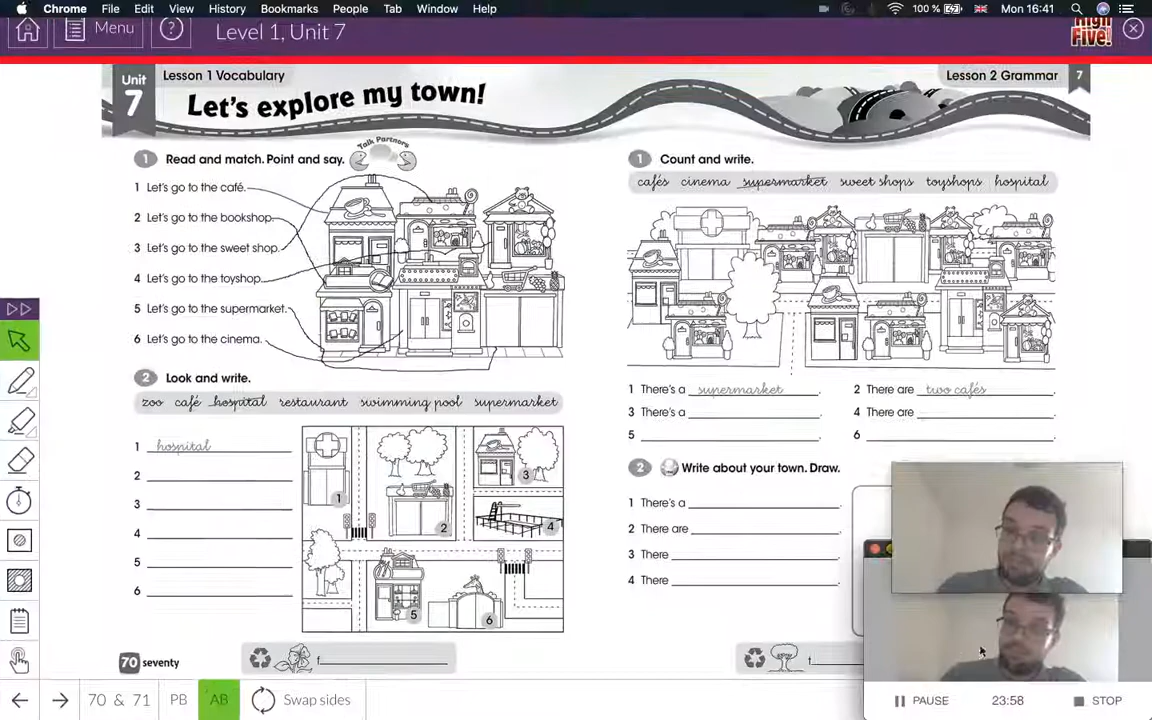 Chrome File Edit View History Bookmarks People Tab Window Help 100 % Mon 16:41
Menu ? Level 1, Unit 7 High Five!
Unit 7
Lesson 1 Vocabulary
Let's explore my town!
Lesson 2 Grammar 7
1 Read and match. Point and say. Talk Partners
1 Let's go to the café.
2 Let's go to the bookshop.
3 Let's go to the sweet shop.
4 Let's go to the toyshop.
5 Let's go to the supermarket.
6 Let's go to the cinema.
2 Look and write.
zoo café hospital restaurant swimming pool supermarket
1 hospital
2
3
4
5
6
1
2
3
4
5
6
70 seventy
f
1 Count and write.
cafés cinema supermarket sweet shops toyshops hospital
1 There's a supermarket .
2 There are two cafés .
3 There's a .
4 There are .
5 .
6 .
2 Write about your town. Draw.
1 There's a .
2 There are .
3 There .
4 There .
t
70 & 71 PB AB Swap sides
PAUSE 23:58 STOP